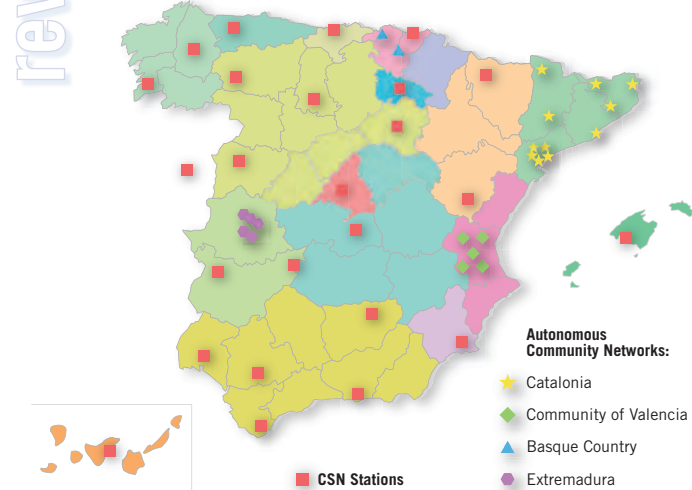 rev
Autonomous
Community Networks:
Catalonia
Community of Valencia
Basque Country
Extremadura
CSN Stations